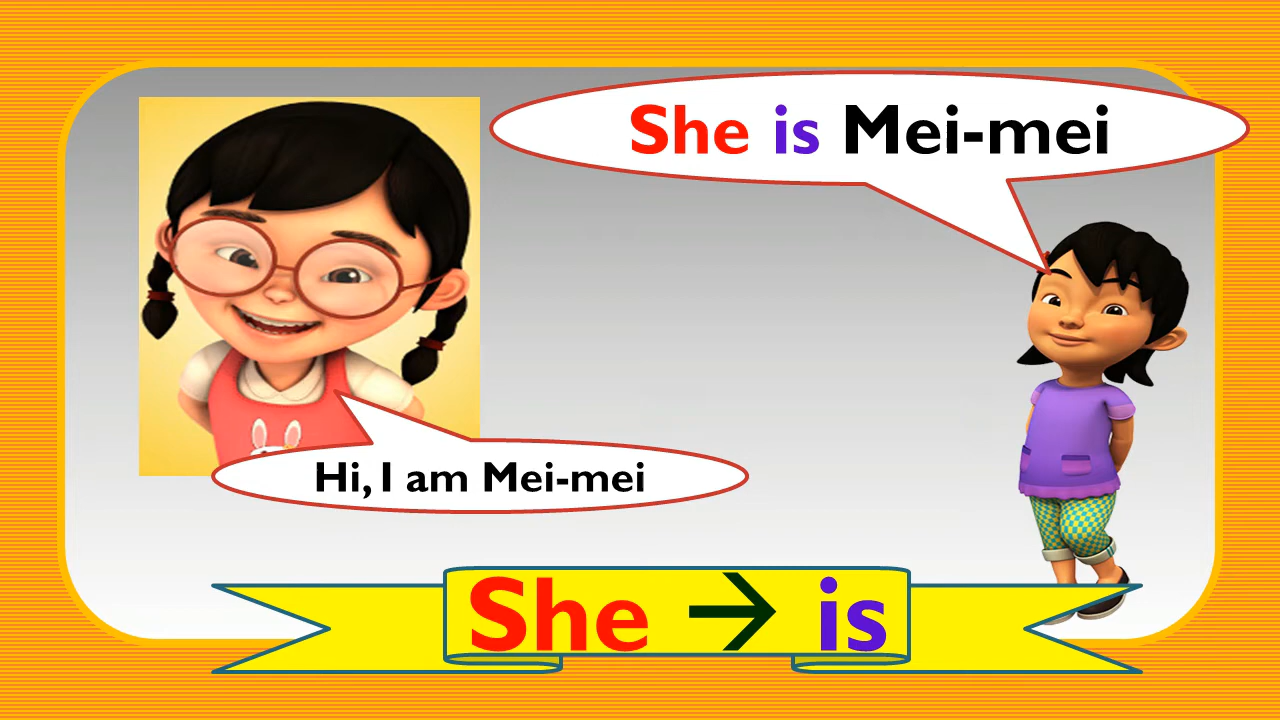 She is Mei-mei
Hi, I am Mei-mei
She → is